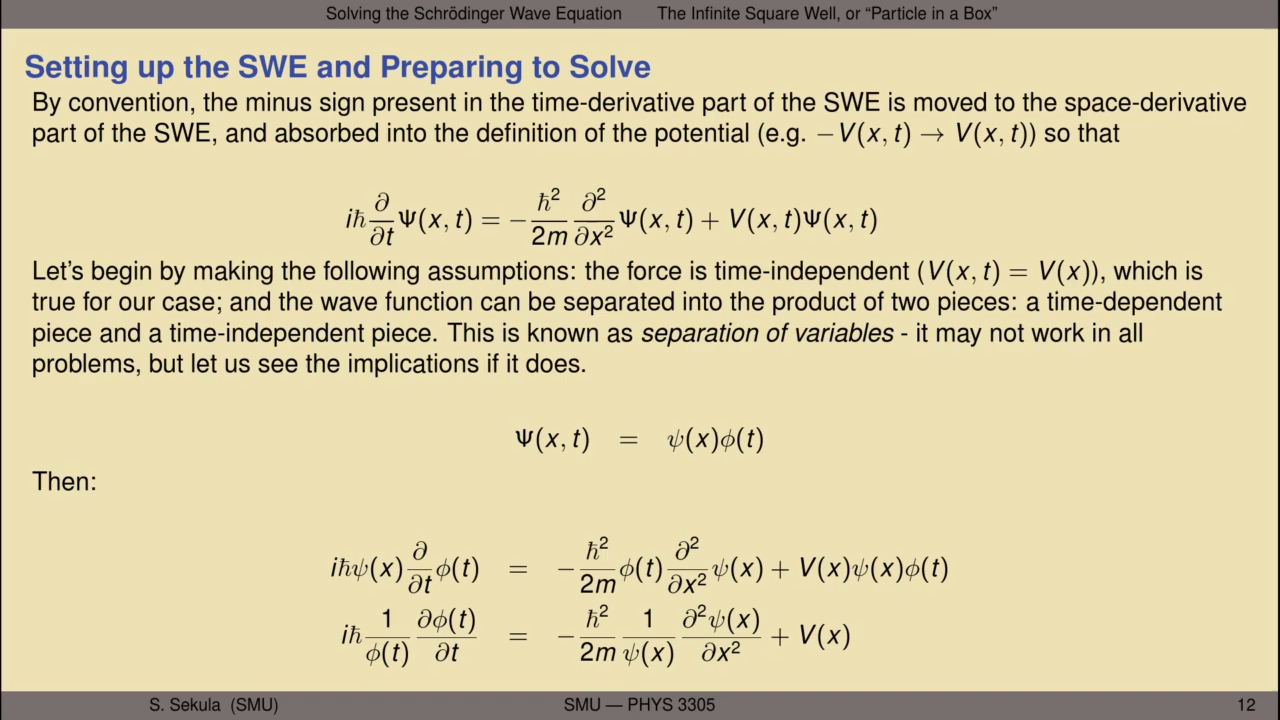 Solving the Schrödinger Wave Equation The Infinite Square Well, or “Particle in a Box”
Setting up the SWE and Preparing to Solve
By convention, the minus sign present in the time-derivative part of the SWE is moved to the space-derivative
part of the SWE, and absorbed into the definition of the potential (e.g. −V(x, t) → V(x, t)) so that
iℏ ∂/∂t Ψ(x, t) = − ℏ²/2m ∂²/∂x² Ψ(x, t) + V(x, t)Ψ(x, t)
Let's begin by making the following assumptions: the force is time-independent (V(x, t) = V(x)), which is
true for our case; and the wave function can be separated into the product of two pieces: a time-dependent
piece and a time-independent piece. This is known as separation of variables - it may not work in all
problems, but let us see the implications if it does.
Ψ(x, t) = ψ(x)ϕ(t)
Then:
iℏψ(x) ∂/∂t ϕ(t) = − ℏ²/2m ϕ(t) ∂²/∂x² ψ(x) + V(x)ψ(x)ϕ(t)
iℏ 1/ϕ(t) ∂ϕ(t)/∂t = − ℏ²/2m 1/ψ(x) ∂²ψ(x)/∂x² + V(x)
S. Sekula (SMU) SMU — PHYS 3305 12